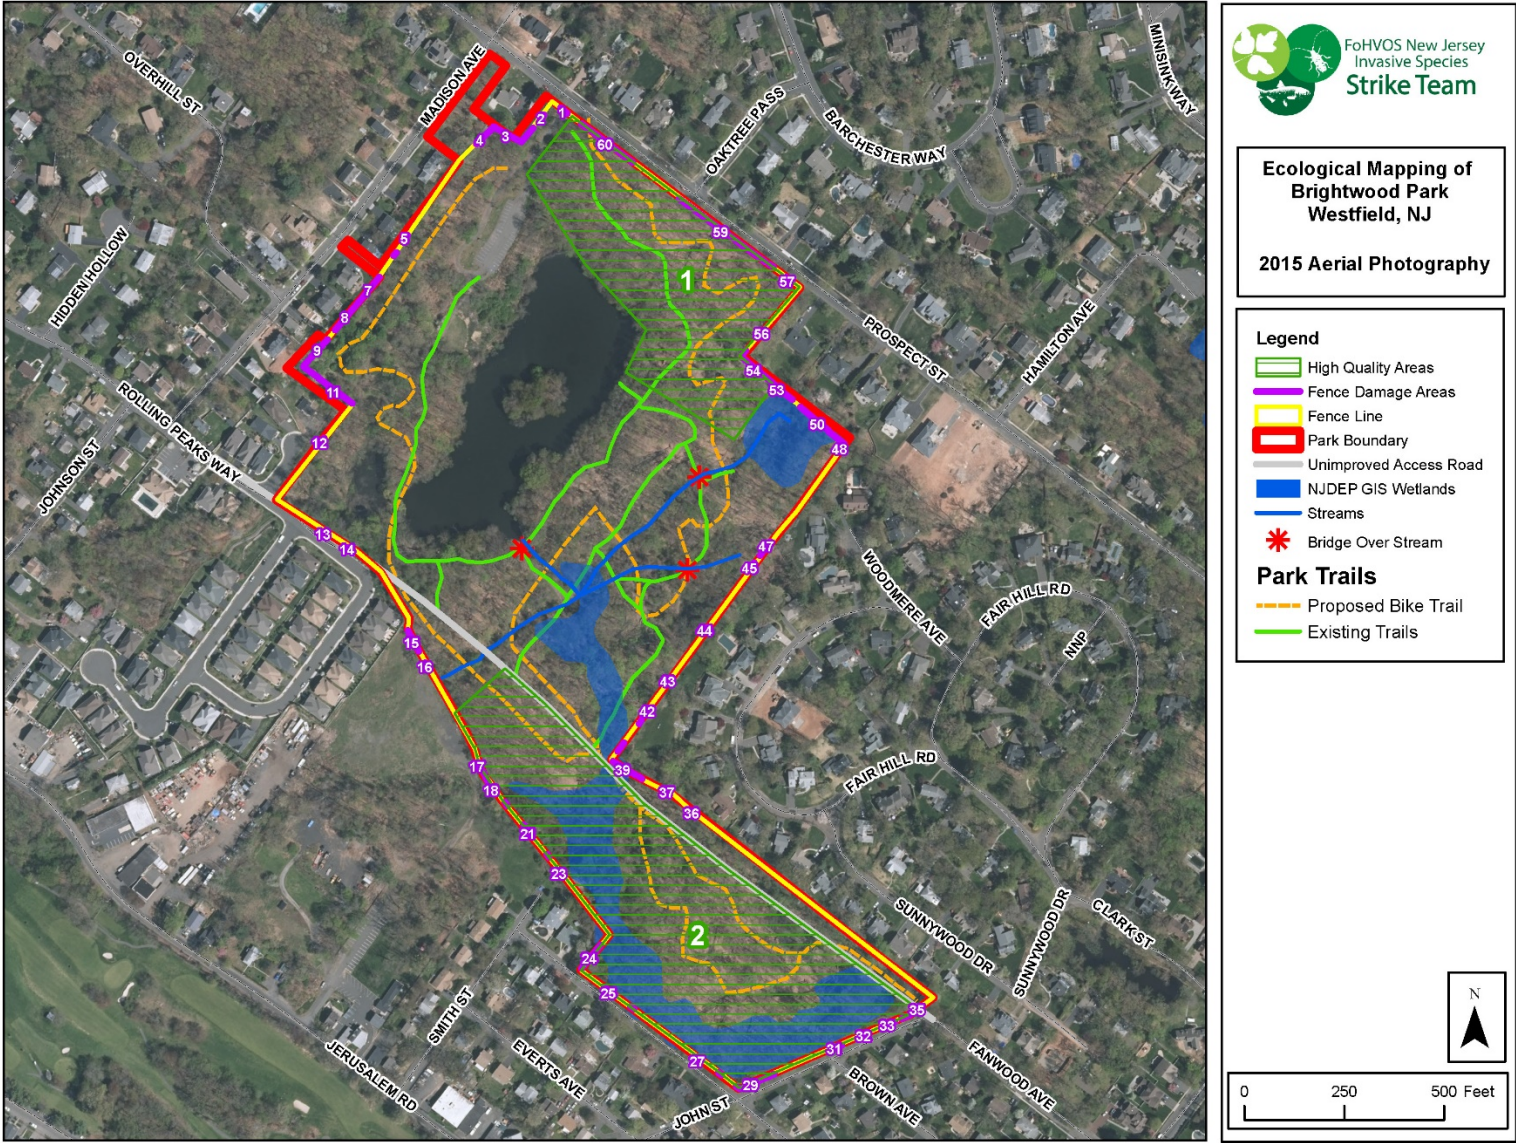 OVERHILL ST
MADISON AVE
OAKTREE PASS
BARCHESTER WAY
MINISINK WAY
HIDDEN HOLLOW
JOHNSON ST
ROLLING PEAKS WAY
PROSPECT ST
HAMILTON AVE
WOODMERE AVE
FAIR HILL RD
NNP
FAIR HILL RD
SUNNYWOOD DR
SUNNYWOOD DR
CLARK ST
SMITH ST
EVERTS AVE
JERUSALEM RD
JOHN ST
BROWN AVE
FANWOOD AVE
1
2
3
4
5
7
8
9
11
12
13
14
15
16
17
18
21
23
24
25
27
29
31
32
33
35
36
37
39
42
43
44
45
47
48
50
53
54
56
57
59
60
1
2
FoHVOS New Jersey
Invasive Species
Strike Team
Ecological Mapping of
Brightwood Park
Westfield, NJ
2015 Aerial Photography
Legend
High Quality Areas
Fence Damage Areas
Fence Line
Park Boundary
Unimproved Access Road
NJDEP GIS Wetlands
Streams
Bridge Over Stream
Park Trails
Proposed Bike Trail
Existing Trails
N
0 250 500 Feet